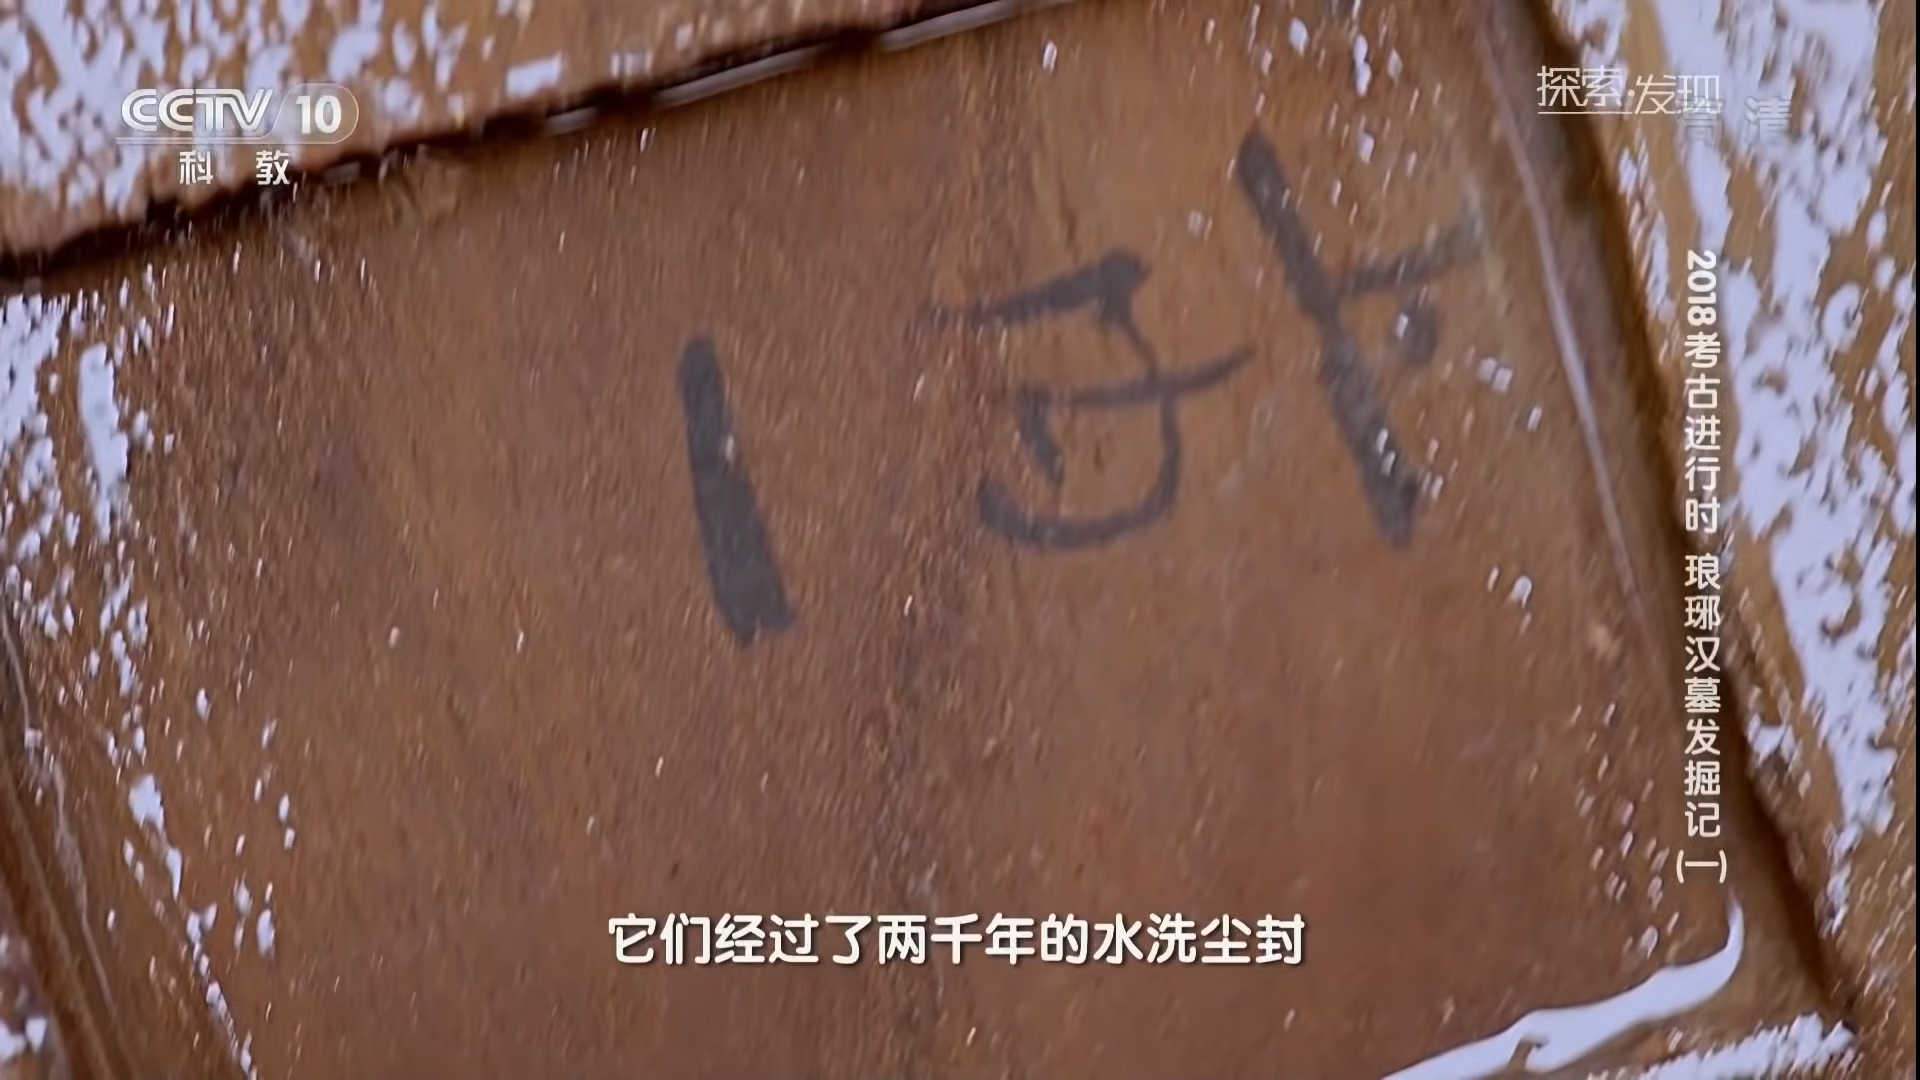 CCTV 10
科 教
探索·发现
高清
2018考古进行时 琅琊汉墓发掘记(一)
它们经过了两千年的水洗尘封